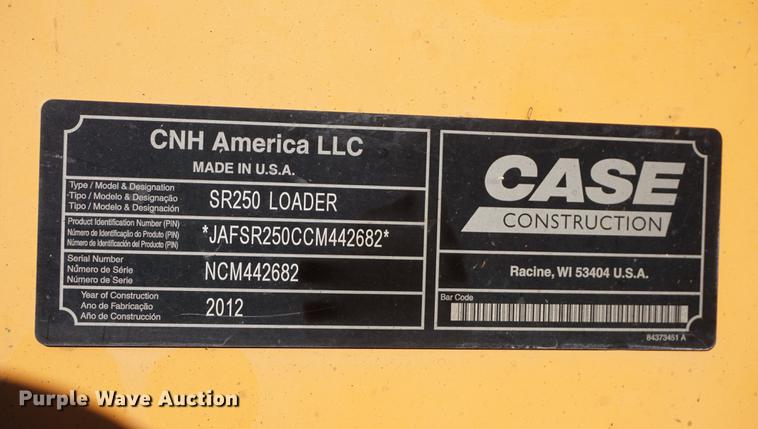 CNH America LLC
MADE IN U.S.A.
Type / Model & Designation
Tipo / Modelo & Designação
Tipo / Modelo & Designación
SR250 LOADER
Product Identification Number (PIN)
Número de Identificação do Produto (PIN)
Número de Identificación del Producto (PIN)
*JAFSR250CCM442682*
Serial Number
Número de Série
Número de Serie
NCM442682
Year of Construction
Ano de Fabricação
Año de Construcción
2012
CASE
CONSTRUCTION
Racine, WI 53404 U.S.A.
Bar Code
84373451 A
Purple Wave Auction